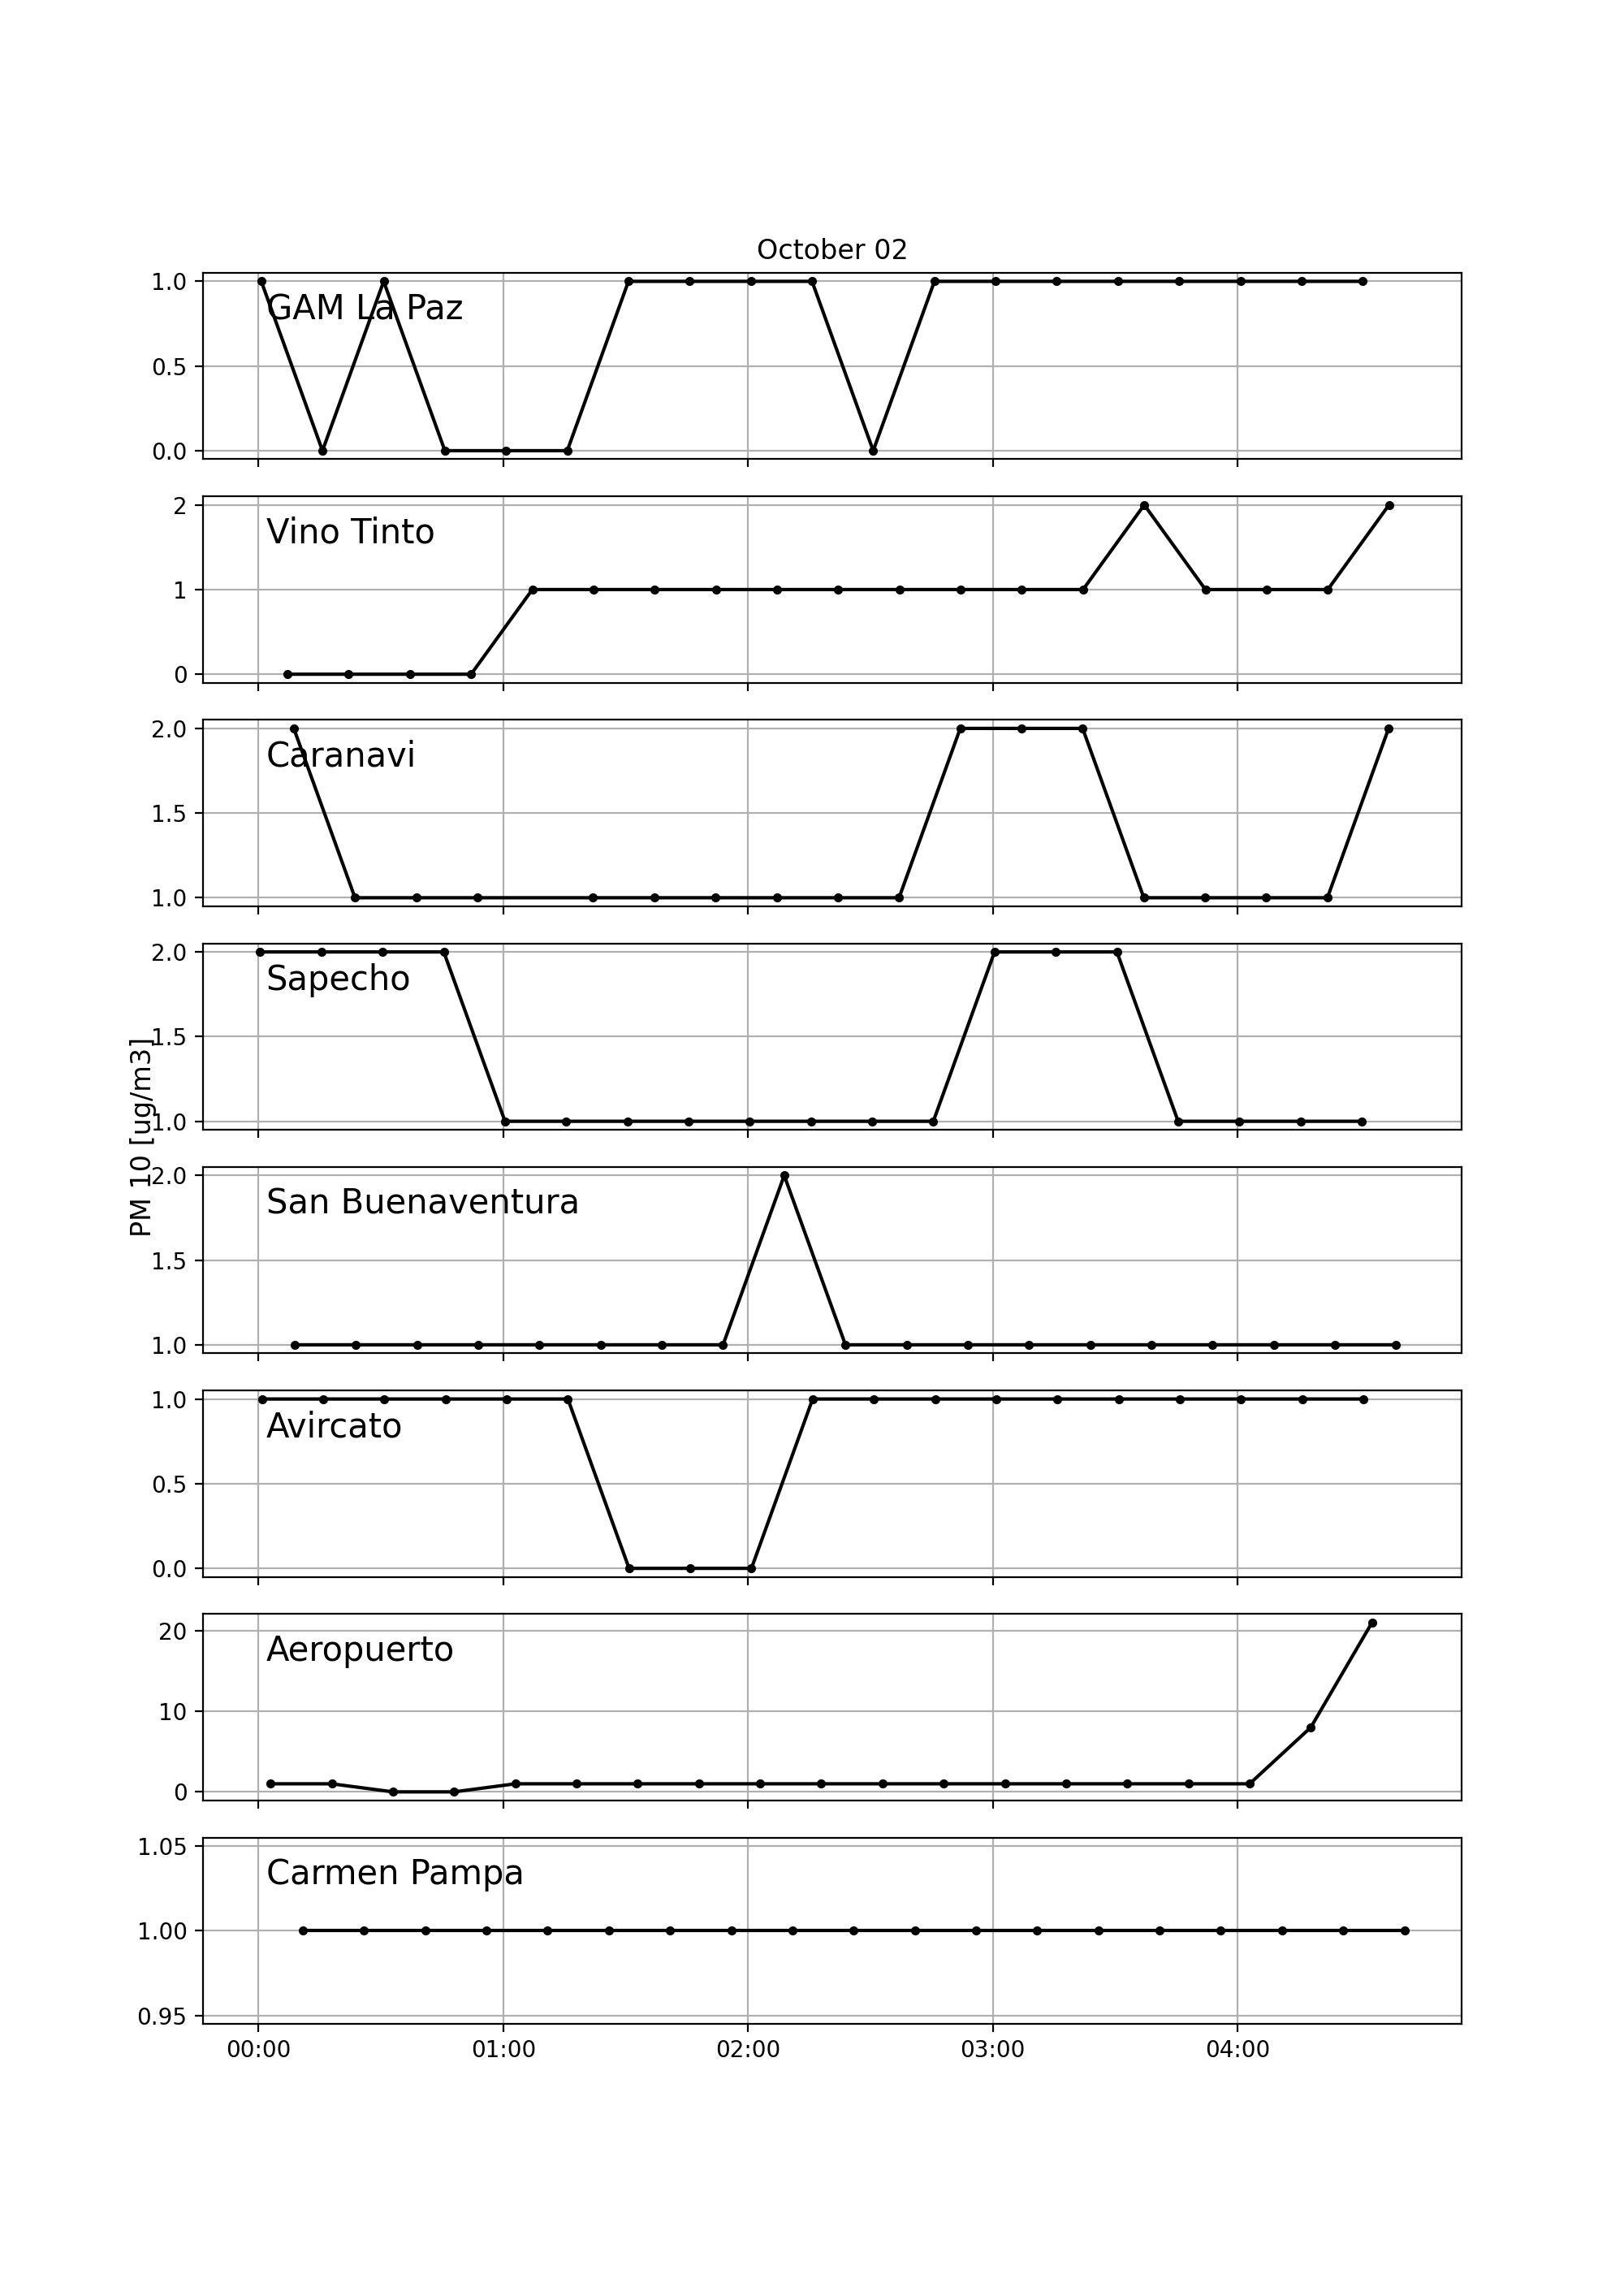 October 02
1.0
GAM La Paz
0.5
0.0
2
Vino Tinto
1
0
2.0
Caranavi
1.5
1.0
2.0
Sapecho
1.5
1.0
PM 10 [ug/m3]
2.0
San Buenaventura
1.5
1.0
1.0
Avircato
0.5
0.0
20
Aeropuerto
10
0
1.05
Carmen Pampa
1.00
0.95
00:00 01:00 02:00 03:00 04:00